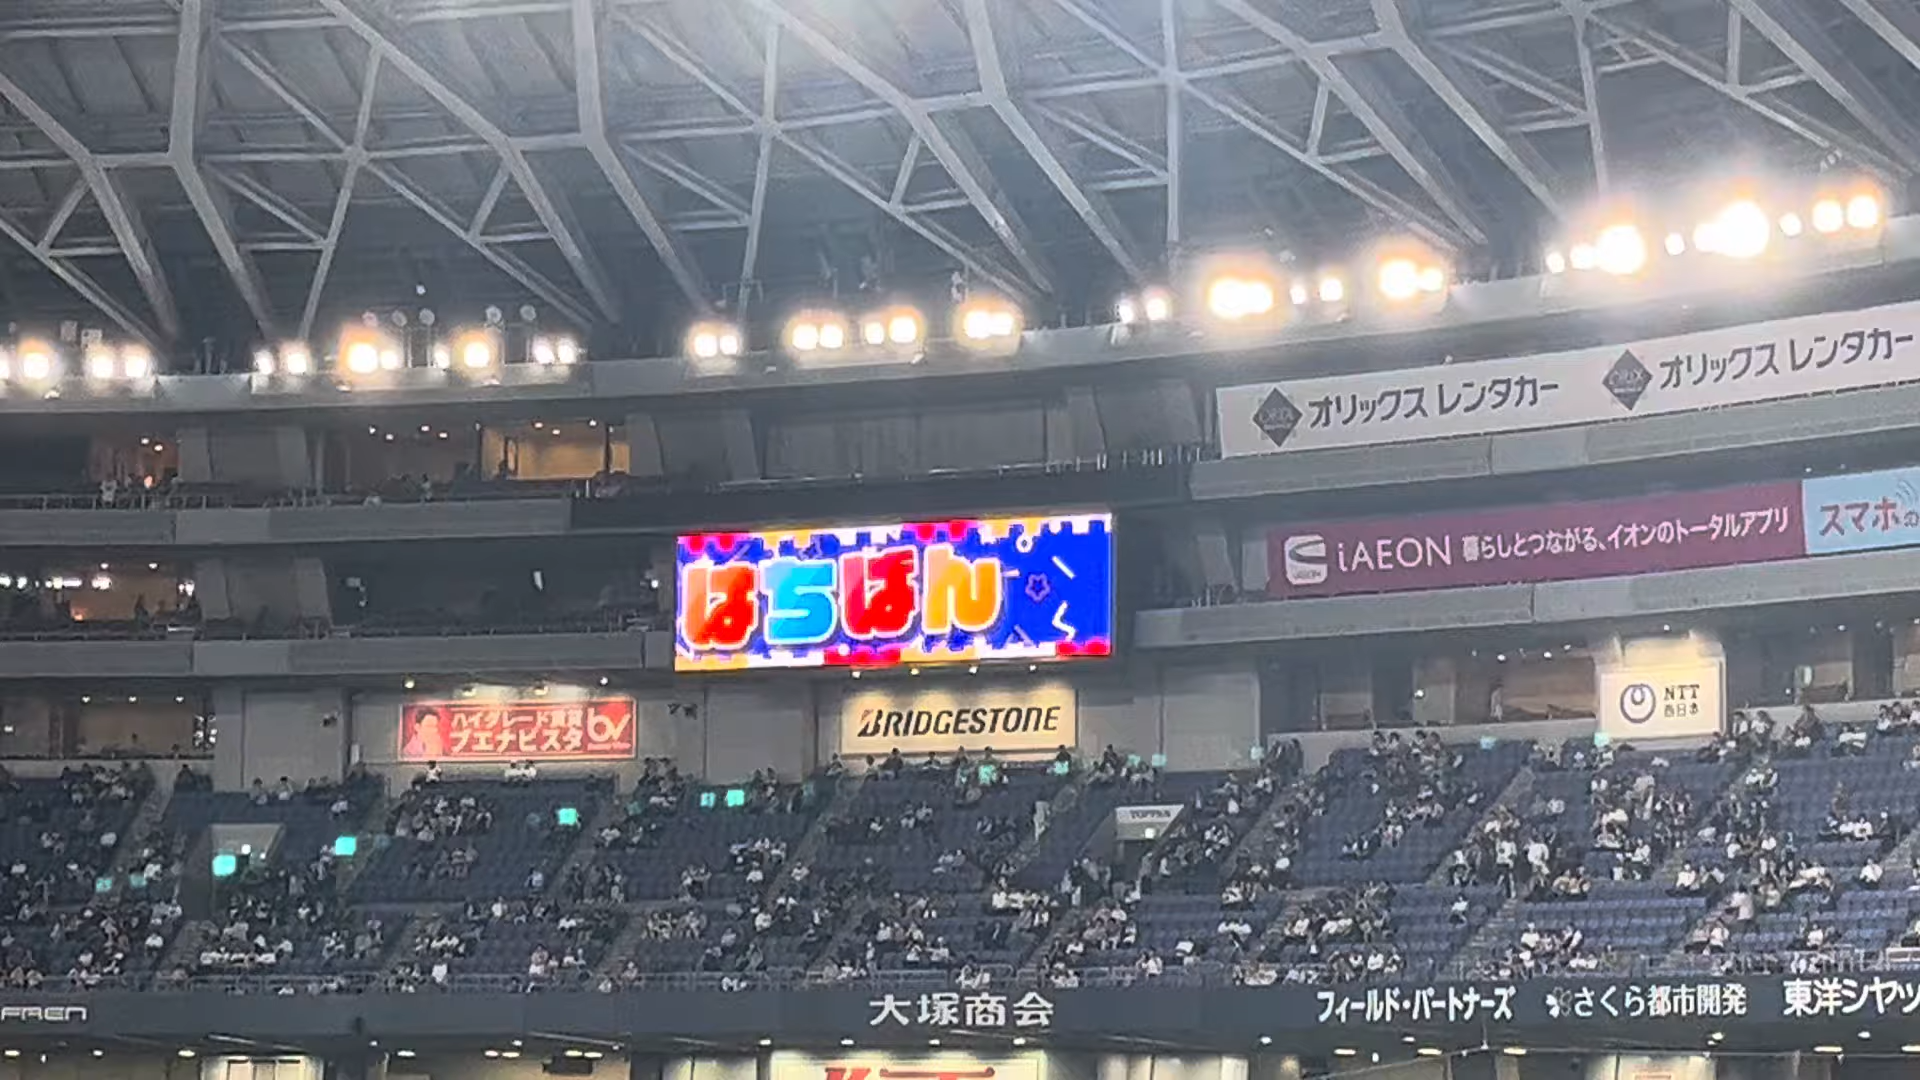 オリックス レンタカー
オリックス レンタカー
iAEON 暮らしとつながる、イオンのトータルアプリ
スマホの
はちばん
ハイグレード賃貸
ブエナビスタ
BRIDGESTONE
NTT
西日本
TOPPAN
大塚商会
フィールド・パートナーズ
さくら都市開発
東洋シヤツ